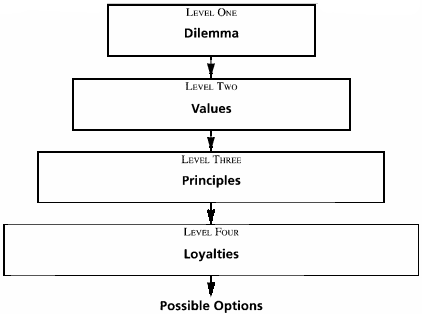 LEVEL ONE
Dilemma
LEVEL TWO
Values
LEVEL THREE
Principles
LEVEL FOUR
Loyalties
Possible Options